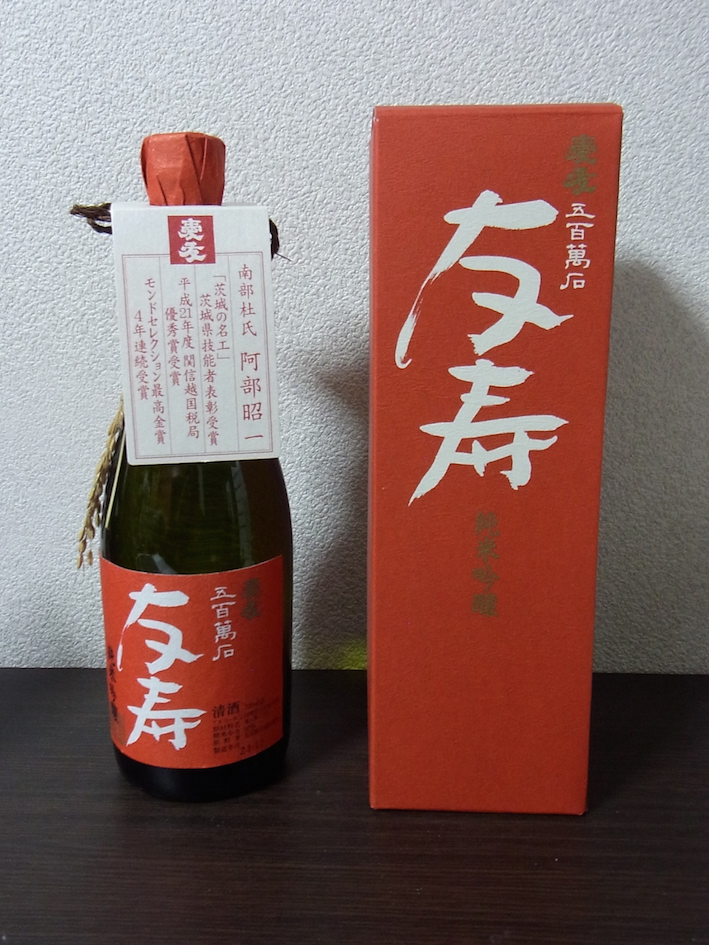 南部杜氏 阿部昭一
「茨城の名工」
茨城県技能者表彰受賞
平成21年度 関信越国税局
優秀賞受賞
モンドセレクション最高金賞
4年連続受賞
五百萬石
友寿
純米吟醸
清酒
五百萬石
友寿
純米吟醸